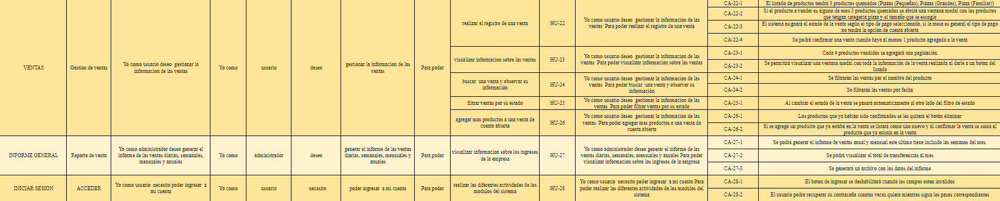 VENTAS
Gestion de ventas
Yo como usuario deseo gestionar la
informacion de las ventas
Yo como
usuario
deseo
gestionar la informacion de las
ventas
Para poder
realizar el registro de una venta
HU-22
Yo como usuario deseo gestionar la informacion de las
ventas Para poder realizar el registro de una venta
CA-22-1
El listado de productos tendrá 3 productos quemados (Pizzas (Pequeñas), Pizzas (Grandes), Pizza (Familiar))
CA-22-2
Si el producto a vender es alguno de esos 3 productos quemados se abrirá una ventana modal con los productos
que tengan categoría pizza y el tamaño que se escogió
CA-22-3
El sistema asignará el estado de la venta según el tipo de pago seleccionado, si la mesa es general el tipo de pago
no tendrá la opción de cuenta abierta
CA-22-4
Se podrá confirmar una venta cuando haya al menos 1 producto agregado a la venta
visualizar informacion sobre las ventas
HU-23
Yo como usuario deseo gestionar la informacion de las
ventas Para poder visualizar informacion sobre las ventas
CA-23-1
Cada 4 productos vendidos se agregará una paginación
CA-23-2
Se permitirá visualizar una ventana modal con toda la información de la venta realizada al darle a un boton del
listado
buscar una venta y observar su
información
HU-24
Yo como usuario deseo gestionar la informacion de las
ventas Para poder buscar una venta y observar su
información
CA-24-1
Se filtrarán las ventas por el nombre del producto
CA-24-2
Se filtraran las ventas por fecha
filtrar ventas por su estado
HU-25
Yo como usuario deseo gestionar la informacion de las
ventas Para poder filtrar ventas por su estado
CA-25-1
Al cambiar el estado de la venta se pasará automaticamente al otro lado del filtro de estado
agregar mas productos a una venta de
cuenta abierta
HU-26
Yo como usuario deseo gestionar la informacion de las
ventas Para poder agregar mas productos a una venta de
cuenta abierta
CA-26-1
Los productos que ya habían sido confirmados se les quitara el botón eliminar
CA-26-2
Si se agregó un producto que ya estaba en la venta se listará como uno nuevo y al confirmar la venta se suma al
producto que ya existía en la venta
INFORME GENERAL
Reporte de venta
Yo como administrador deseo generar el
informe de las ventas diarias, semanales,
mensuales y anuales
Yo como
administrador
deseo
generar el informe de las ventas
diarias, semanales, mensuales y
anuales
Para poder
visualizar informacion sobre los ingresos
de la empresa
HU-27
Yo como administrador deseo generar el informe de las
ventas diarias, semanales, mensuales y anuales Para poder
visualizar informacion sobre los ingresos de la empresa
CA-27-1
Se podrá generar el informe de ventas anual y mensual este ultimo tiene incluido las semanas del mes.
CA-27-2
Se podrá visualizar el total de transferencias al mes
CA-27-3
Se generará un archivo con los datos del informe
INICIAR SESION
ACCEDER
Yo como usuario necesito poder ingresar a
mi cuenta
Yo como
usuario
necesito
poder ingresar a mi cuenta
Para poder
realizar las diferentes actividades de los
modulos del sistema
HU-28
Yo como usuario necesito poder ingresar a mi cuenta Para
poder realizar las diferentes actividades de los modulos del
sistema
CA-28-1
El boton de ingresar se deshabilitará cuando los campos esten invalidos
CA-28-2
El usuario podra recuperar su contraceña cuantas veces quiera mientras siga los pasos correspondientes